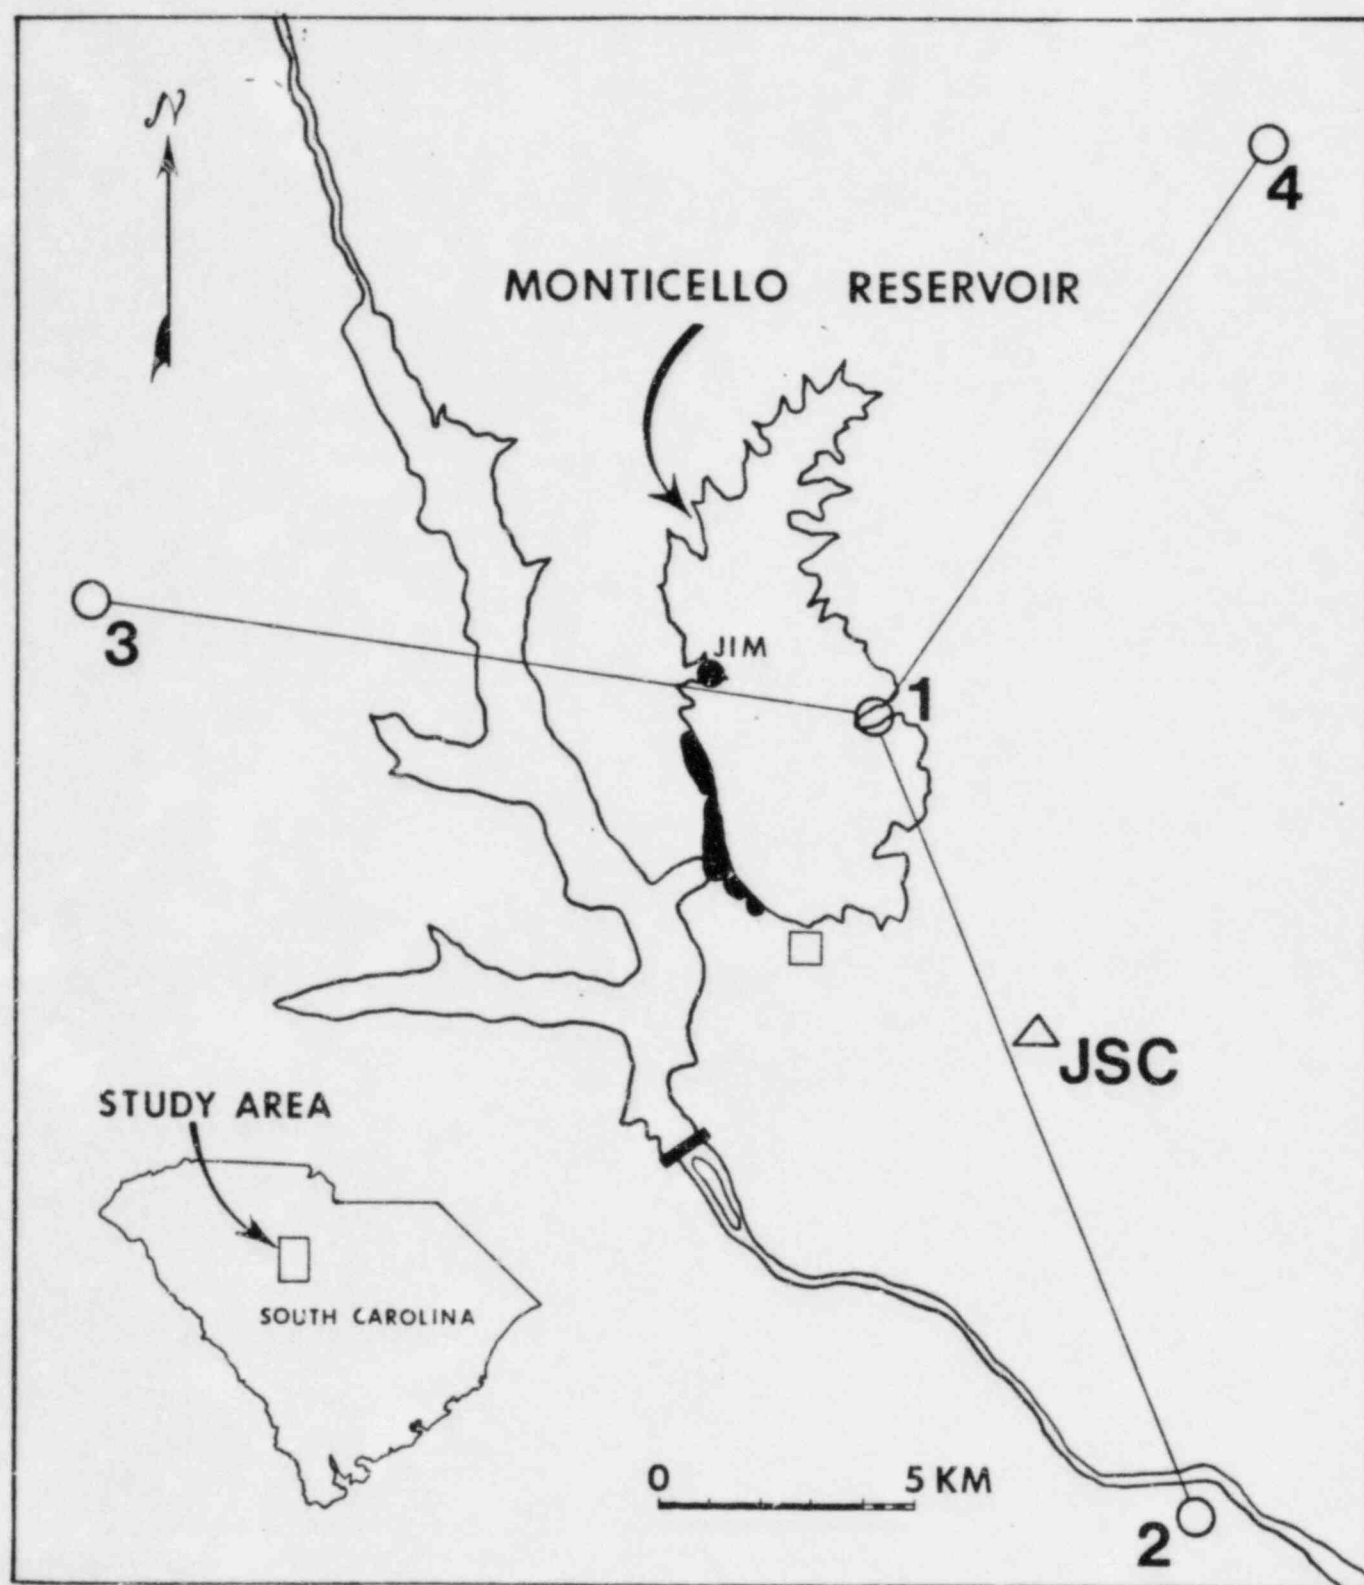 N
4
MONTICELLO RESERVOIR
3
JIM
1
JSC
STUDY AREA
SOUTH CAROLINA
0 5 KM
2